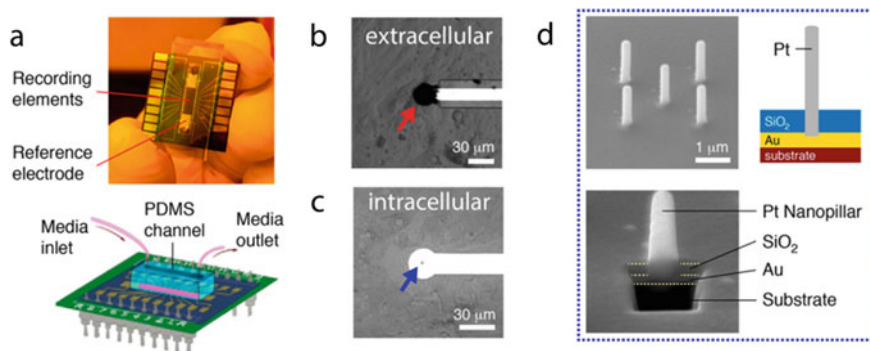 a
Recording
elements
Reference
electrode
Media
inlet
PDMS
channel
Media
outlet
b
extracellular
30 μm
c
intracellular
30 μm
d
1 μm
Pt
SiO₂
Au
substrate
Pt Nanopillar
SiO₂
Au
Substrate